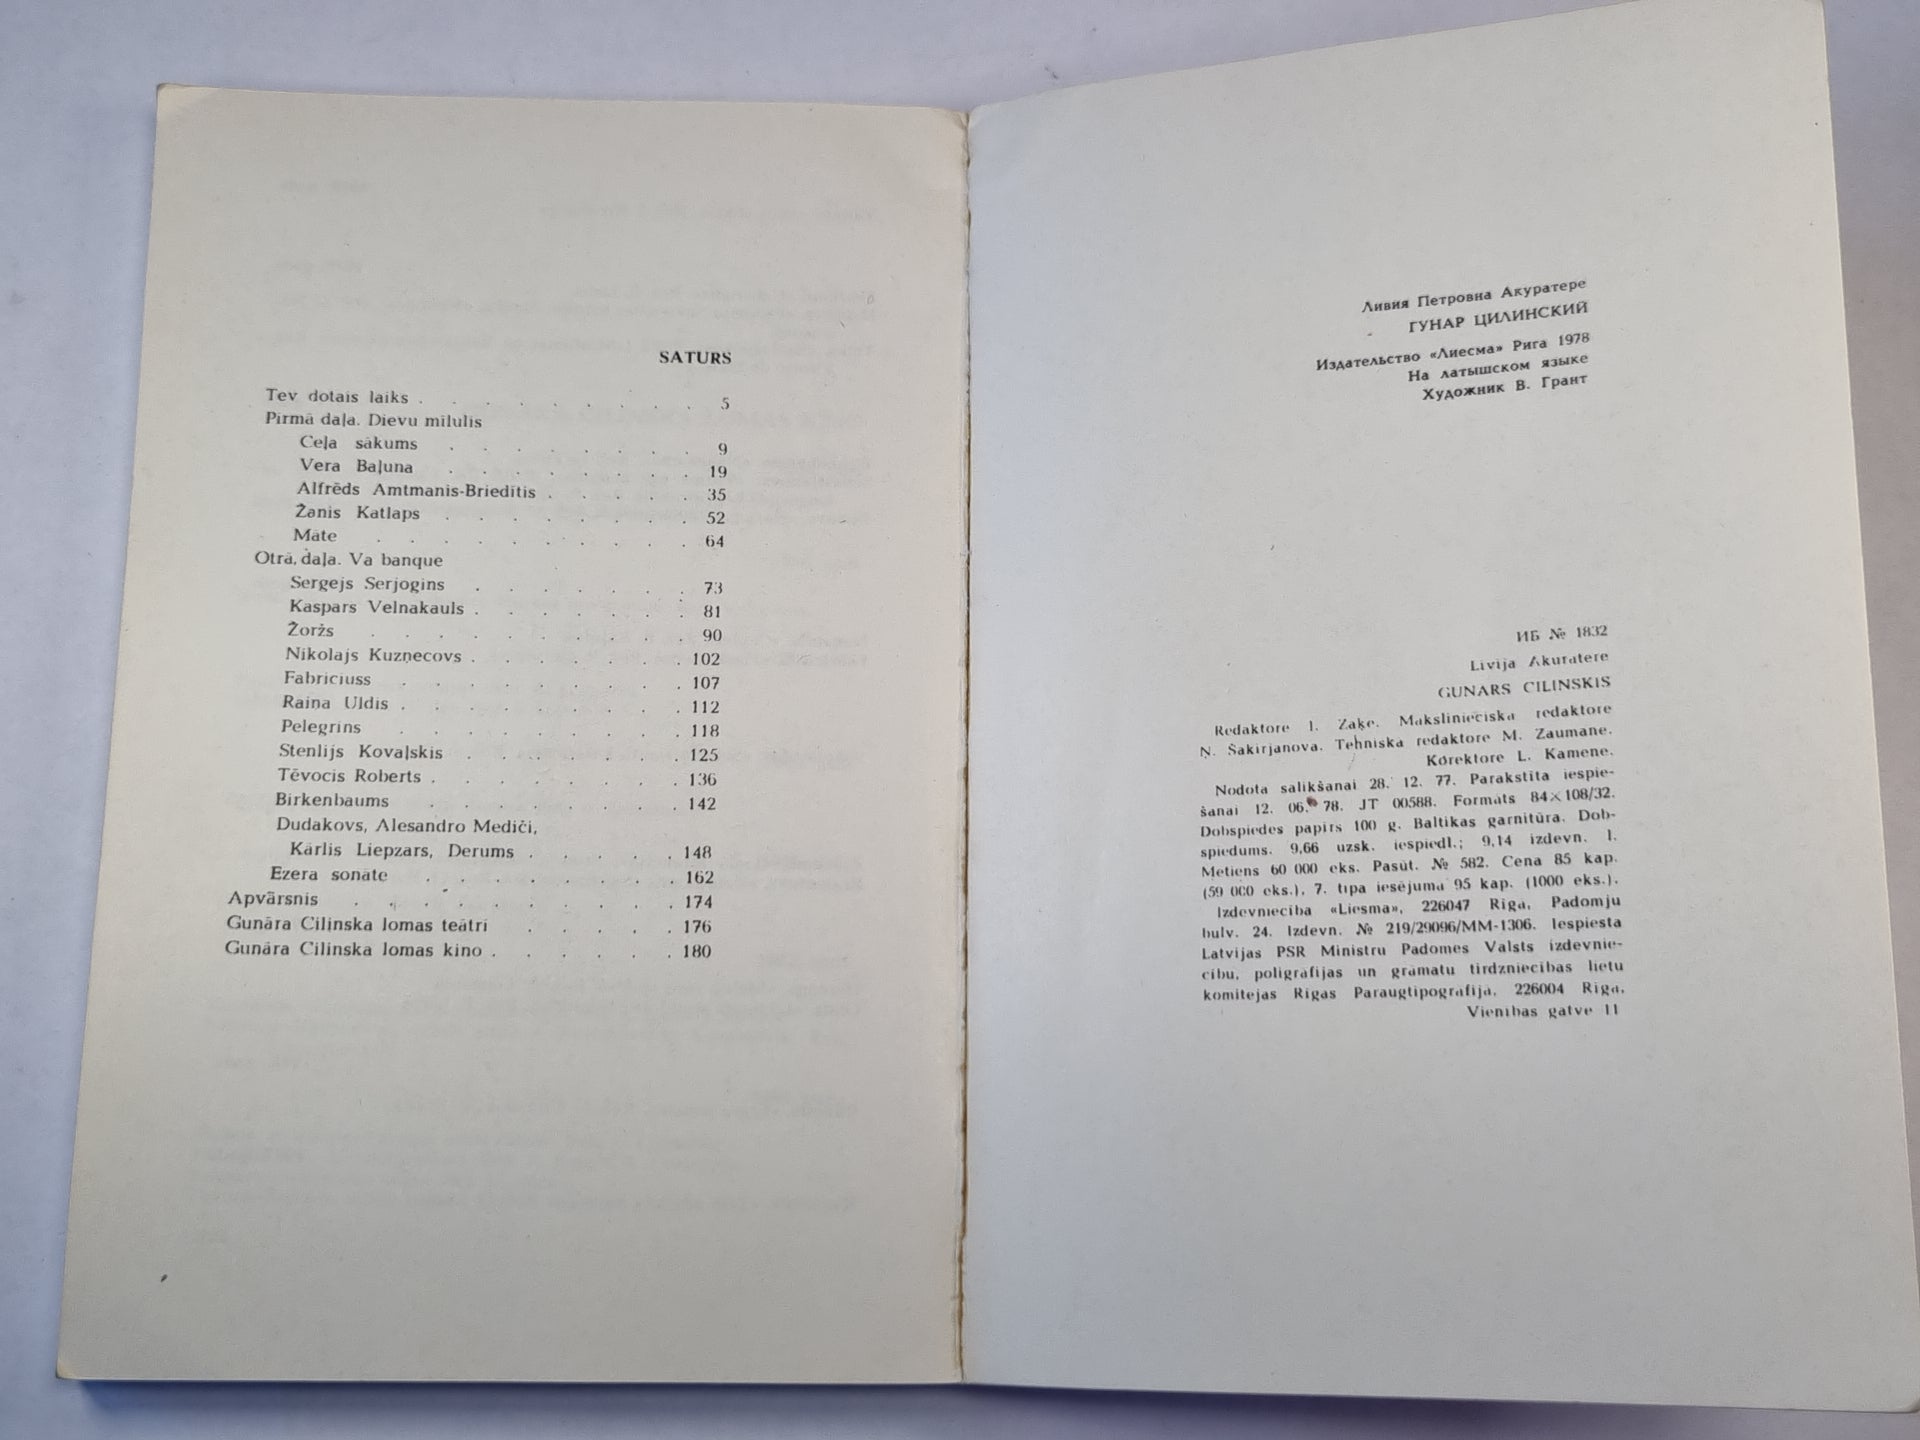 SATURS
Tev dotais laiks . . . . . . . . . 5
Pirmā daļa. Dievu mīlulis
Ceļa sākums . . . . . . . . 9
Vera Baļuna . . . . . . . . 19
Alfrēds Amtmanis-Briedītis . . . . . 35
Žanis Katlaps . . . . . . . . 52
Māte . . . . . . . . . . 64
Otrā daļa. Va banque
Sergejs Serjogins . . . . . . . 73
Kaspars Velnakauls . . . . . . . 81
Žoržs . . . . . . . . . . 90
Nikolajs Kuzņecovs . . . . . . . 102
Fabriciuss . . . . . . . . . 107
Raiņa Uldis . . . . . . . . . 112
Pelegrins . . . . . . . . . 118
Stenlijs Kovaļskis . . . . . . . 125
Tēvocis Roberts . . . . . . . . 136
Birkenbaums . . . . . . . . 142
Dudakovs, Alesandro Mediči,
Kārlis Liepzars, Derums . . . . . 148
Ezera sonāte . . . . . . . . 162
Apvārsnis . . . . . . . . . . 174
Gunāra Cilinska lomas teātrī . . . . . 176
Gunāra Cilinska lomas kino . . . . . . 180
Ливия Петровна Акуратере
ГУНАР ЦИЛИНСКИЙ
Издательство «Лиесма» Рига 1978
На латышском языке
Художник В. Грант
ИБ № 1832
Līvija Akuratere
GUNARS CILINSKIS
Redaktore I. Zaķe. Mākslinieciskā redaktore
Ņ. Šakirjanova. Tehniskā redaktore M. Zaumane.
Korektore L. Kamene.
Nodota salikšanai 28. 12. 77. Parakstīta iespie-
šanai 12. 06. 78. JT 00588. Formāts 84×108/32.
Dobspiedes papīrs 100 g. Baltikas garnitūra. Dob-
spiedums. 9,66 uzsk. iespiedl.; 9,14 izdevn. l.
Metiens 60 000 eks. Pasūt. № 582. Cena 85 kap.
(59 000 eks.), 7. tipa iesējumā 95 kap. (1000 eks.).
Izdevniecība «Liesma», 226047 Rīgā, Padomju
bulv. 24. Izdevn. № 219/29096/MM-1306. Iespiesta
Latvijas PSR Ministru Padomes Valsts izdevnie-
cību, poligrāfijas un grāmatu tirdzniecības lietu
komitejas Rīgas Paraugtipogrāfijā, 226004 Rīgā,
Vienības gatvē 11